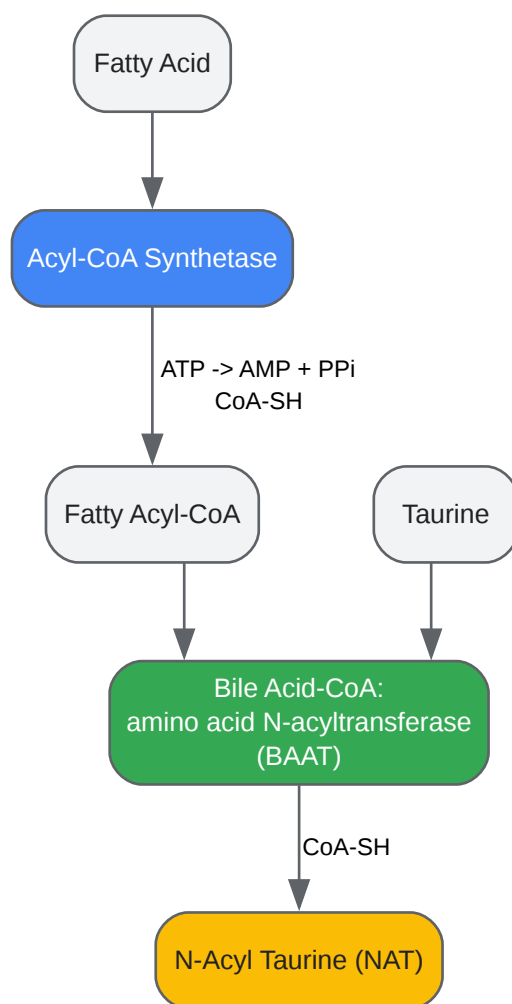 Fatty Acid
Acyl-CoA Synthetase
ATP -> AMP + PPi
CoA-SH
Fatty Acyl-CoA
Taurine
Bile Acid-CoA:
amino acid N-acyltransferase
(BAAT)
CoA-SH
N-Acyl Taurine (NAT)